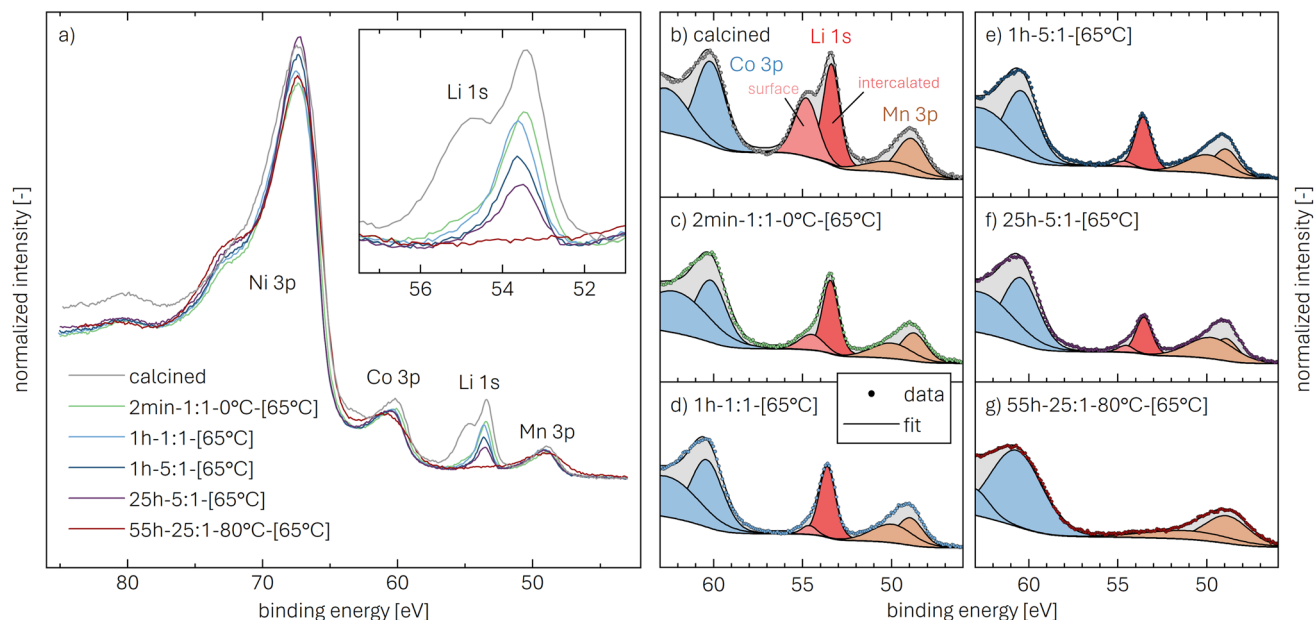 a)
Li 1s
56
54
52
Ni 3p
Co 3p
Li 1s
Mn 3p
calcined
2min-1:1-0°C-[65°C]
1h-1:1-[65°C]
1h-5:1-[65°C]
25h-5:1-[65°C]
55h-25:1-80°C-[65°C]
80
70
60
50
binding energy [eV]
normalized intensity [-]
b) calcined
Li 1s
Co 3p
surface
intercalated
Mn 3p
c) 2min-1:1-0°C-[65°C]
data
fit
d) 1h-1:1-[65°C]
60
55
50
binding energy [eV]
e) 1h-5:1-[65°C]
f) 25h-5:1-[65°C]
g) 55h-25:1-80°C-[65°C]
60
55
50
binding energy [eV]
normalized intensity [-]